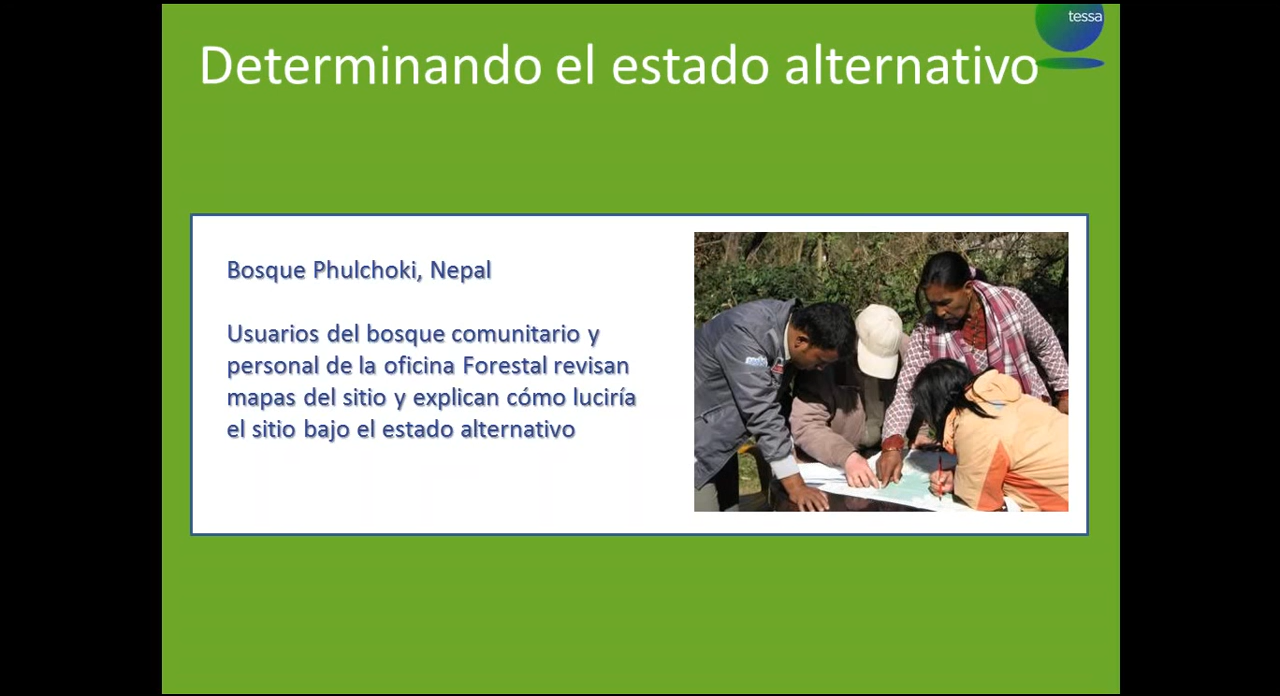 tessa
Determinando el estado alternativo
Bosque Phulchoki, Nepal
Usuarios del bosque comunitario y
personal de la oficina Forestal revisan
mapas del sitio y explican cómo luciría
el sitio bajo el estado alternativo